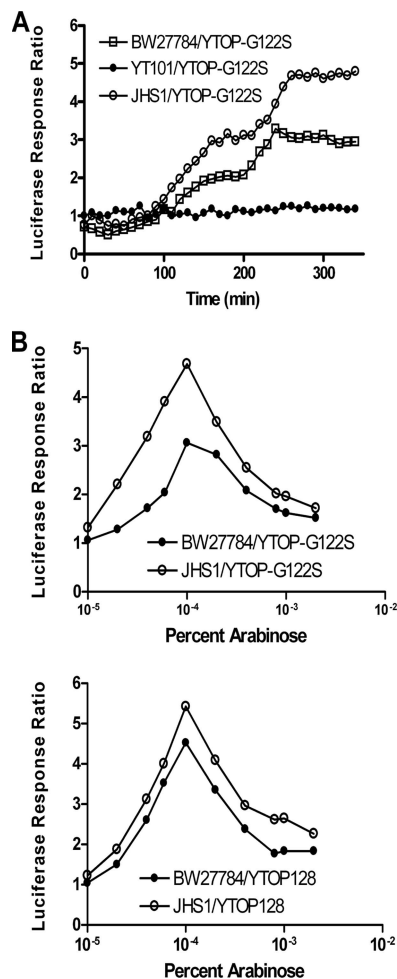 A
Luciferase Response Ratio
6
5
4
3
2
1
0
BW27784/YTOP-G122S
YT101/YTOP-G122S
JHS1/YTOP-G122S
0 100 200 300
Time (min)
B
Luciferase Response Ratio
5
4
3
2
1
0
BW27784/YTOP-G122S
JHS1/YTOP-G122S
10-5 10-4 10-3 10-2
Percent Arabinose
Luciferase Response Ratio
6
5
4
3
2
1
0
BW27784/YTOP128
JHS1/YTOP128
10-5 10-4 10-3 10-2
Percent Arabinose